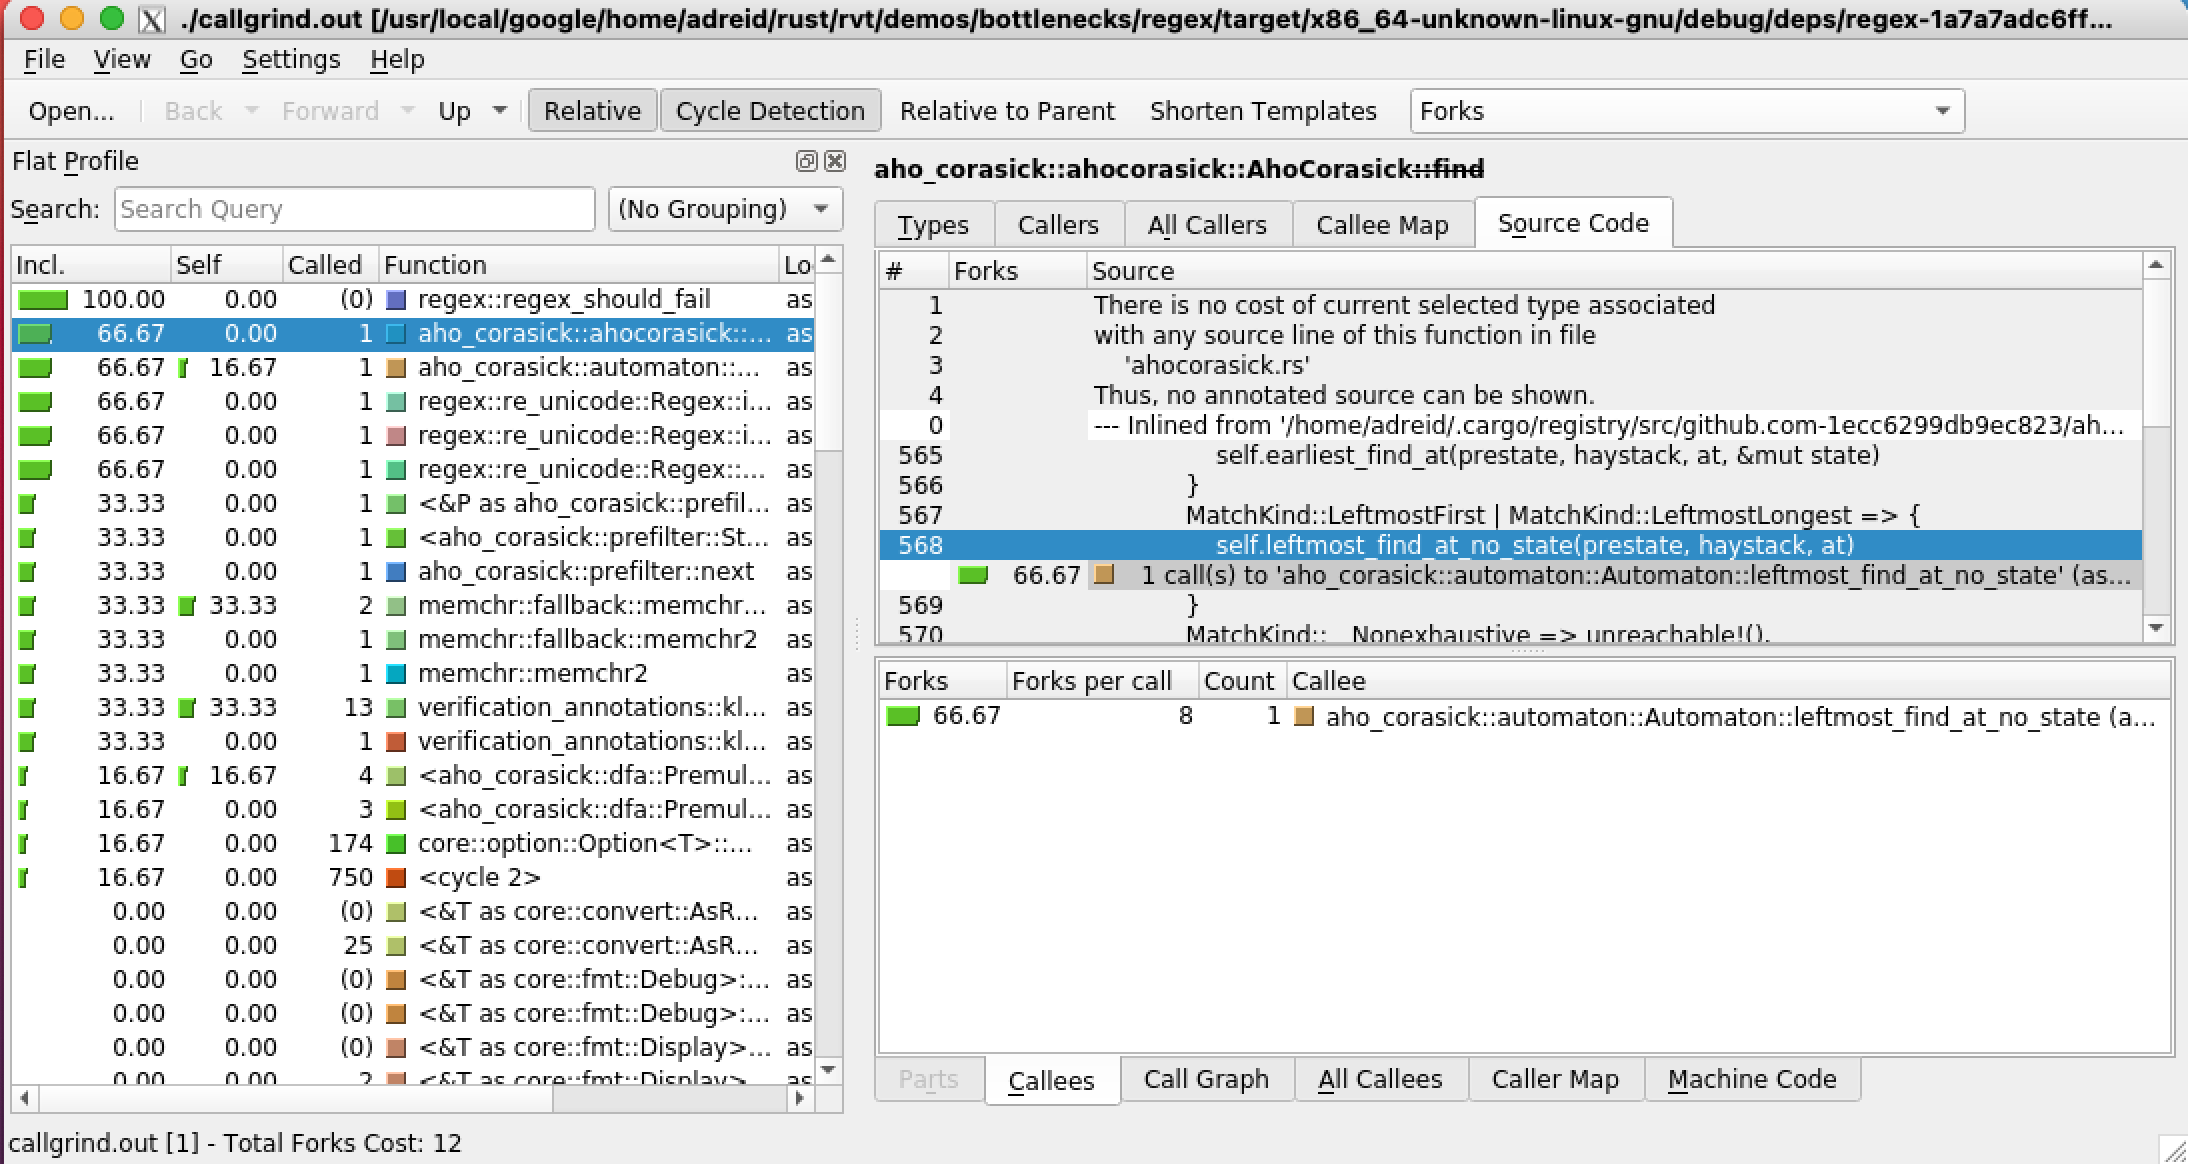 ./callgrind.out [/usr/local/google/home/adreid/rust/rvt/demos/bottlenecks/regex/target/x86_64-unknown-linux-gnu/debug/deps/regex-1a7a7adc6ff...
File View Go Settings Help
Open... Back Forward Up Relative Cycle Detection Relative to Parent Shorten Templates Forks
Flat Profile
Search: Search Query (No Grouping)
Incl. Self Called Function Lo
100.00 0.00 (0) regex::regex_should_fail as
66.67 0.00 1 aho_corasick::ahocorasick::... as
66.67 16.67 1 aho_corasick::automaton::... as
66.67 0.00 1 regex::re_unicode::Regex::i... as
66.67 0.00 1 regex::re_unicode::Regex::i... as
66.67 0.00 1 regex::re_unicode::Regex::... as
33.33 0.00 1 <&P as aho_corasick::prefil... as
33.33 0.00 1 <aho_corasick::prefilter::St... as
33.33 0.00 1 aho_corasick::prefilter::next as
33.33 33.33 2 memchr::fallback::memchr... as
33.33 0.00 1 memchr::fallback::memchr2 as
33.33 0.00 1 memchr::memchr2 as
33.33 33.33 13 verification_annotations::kl... as
33.33 0.00 1 verification_annotations::kl... as
16.67 16.67 4 <aho_corasick::dfa::Premul... as
16.67 0.00 3 <aho_corasick::dfa::Premul... as
16.67 0.00 174 core::option::Option<T>::... as
16.67 0.00 750 <cycle 2> as
0.00 0.00 (0) <&T as core::convert::AsR... as
0.00 0.00 25 <&T as core::convert::AsR... as
0.00 0.00 (0) <&T as core::fmt::Debug>:... as
0.00 0.00 (0) <&T as core::fmt::Debug>:... as
0.00 0.00 (0) <&T as core::fmt::Display>... as
0.00 0.00 2 <&T as core::fmt::Display>... as
aho_corasick::ahocorasick::AhoCorasick::find
Types Callers All Callers Callee Map Source Code
# Forks Source
1 There is no cost of current selected type associated
2 with any source line of this function in file
3 'ahocorasick.rs'
4 Thus, no annotated source can be shown.
0 --- Inlined from '/home/adreid/.cargo/registry/src/github.com-1ecc6299db9ec823/ah...
565 self.earliest_find_at(prestate, haystack, at, &mut state)
566 }
567 MatchKind::LeftmostFirst | MatchKind::LeftmostLongest => {
568 self.leftmost_find_at_no_state(prestate, haystack, at)
66.67 1 call(s) to 'aho_corasick::automaton::Automaton::leftmost_find_at_no_state' (as...
569 }
570 MatchKind::__Nonexhaustive => unreachable!(),
Forks Forks per call Count Callee
66.67 8 1 aho_corasick::automaton::Automaton::leftmost_find_at_no_state (a...
Parts Callees Call Graph All Callees Caller Map Machine Code
callgrind.out [1] - Total Forks Cost: 12